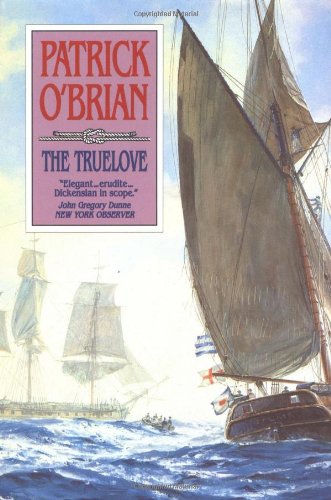 PATRICK
O'BRIAN
THE TRUELOVE
"Elegant...erudite...
Dickensian in scope."
John Gregory Dunne
NEW YORK OBSERVER